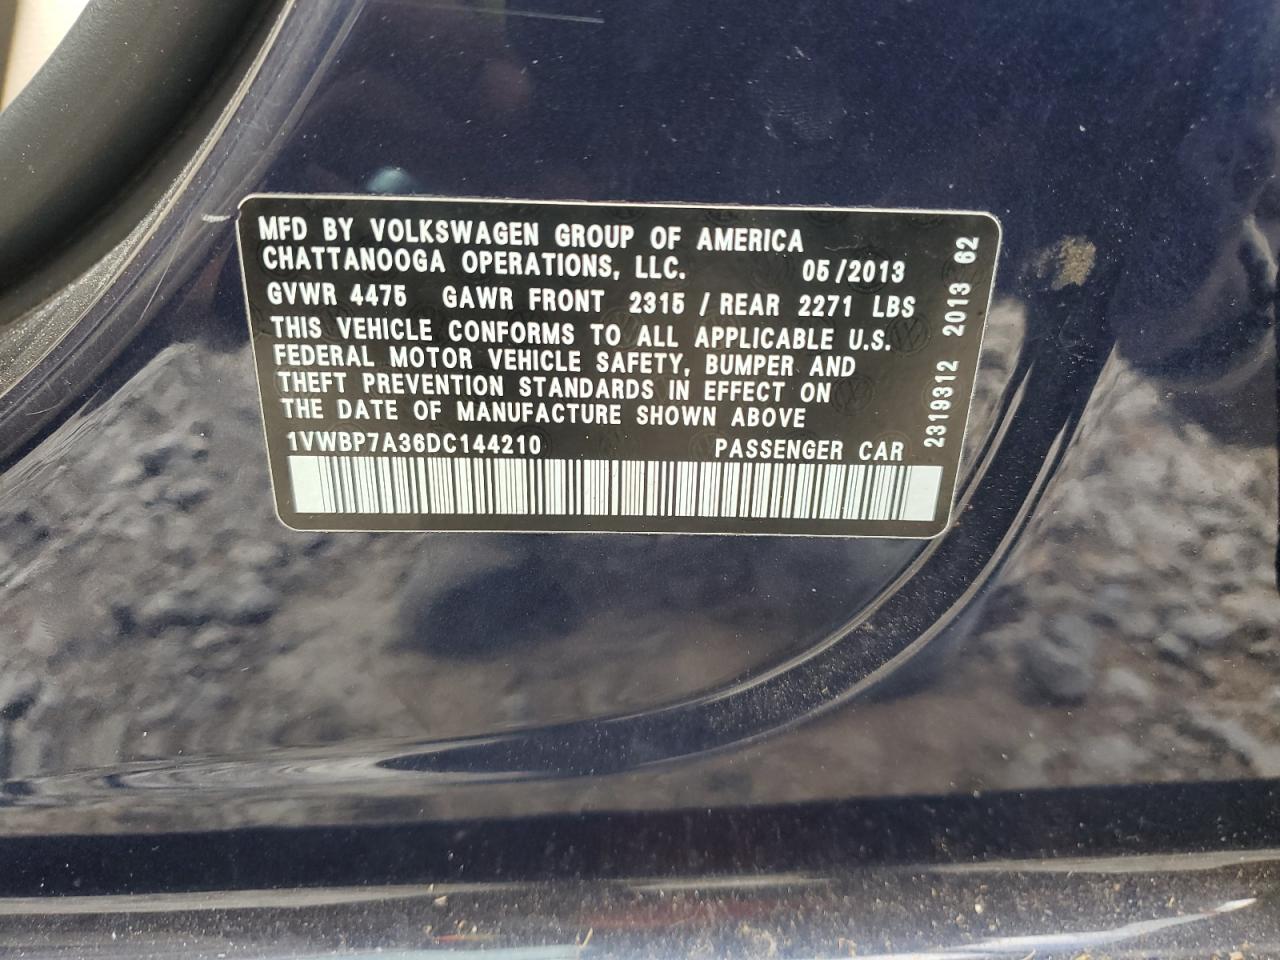 MFD BY VOLKSWAGEN GROUP OF AMERICA
CHATTANOOGA OPERATIONS, LLC. 05/2013
GVWR 4475 GAWR FRONT 2315 / REAR 2271 LBS
THIS VEHICLE CONFORMS TO ALL APPLICABLE U.S.
FEDERAL MOTOR VEHICLE SAFETY, BUMPER AND
THEFT PREVENTION STANDARDS IN EFFECT ON
THE DATE OF MANUFACTURE SHOWN ABOVE
1VWBP7A36DC144210 PASSENGER CAR
2319312 2013 62